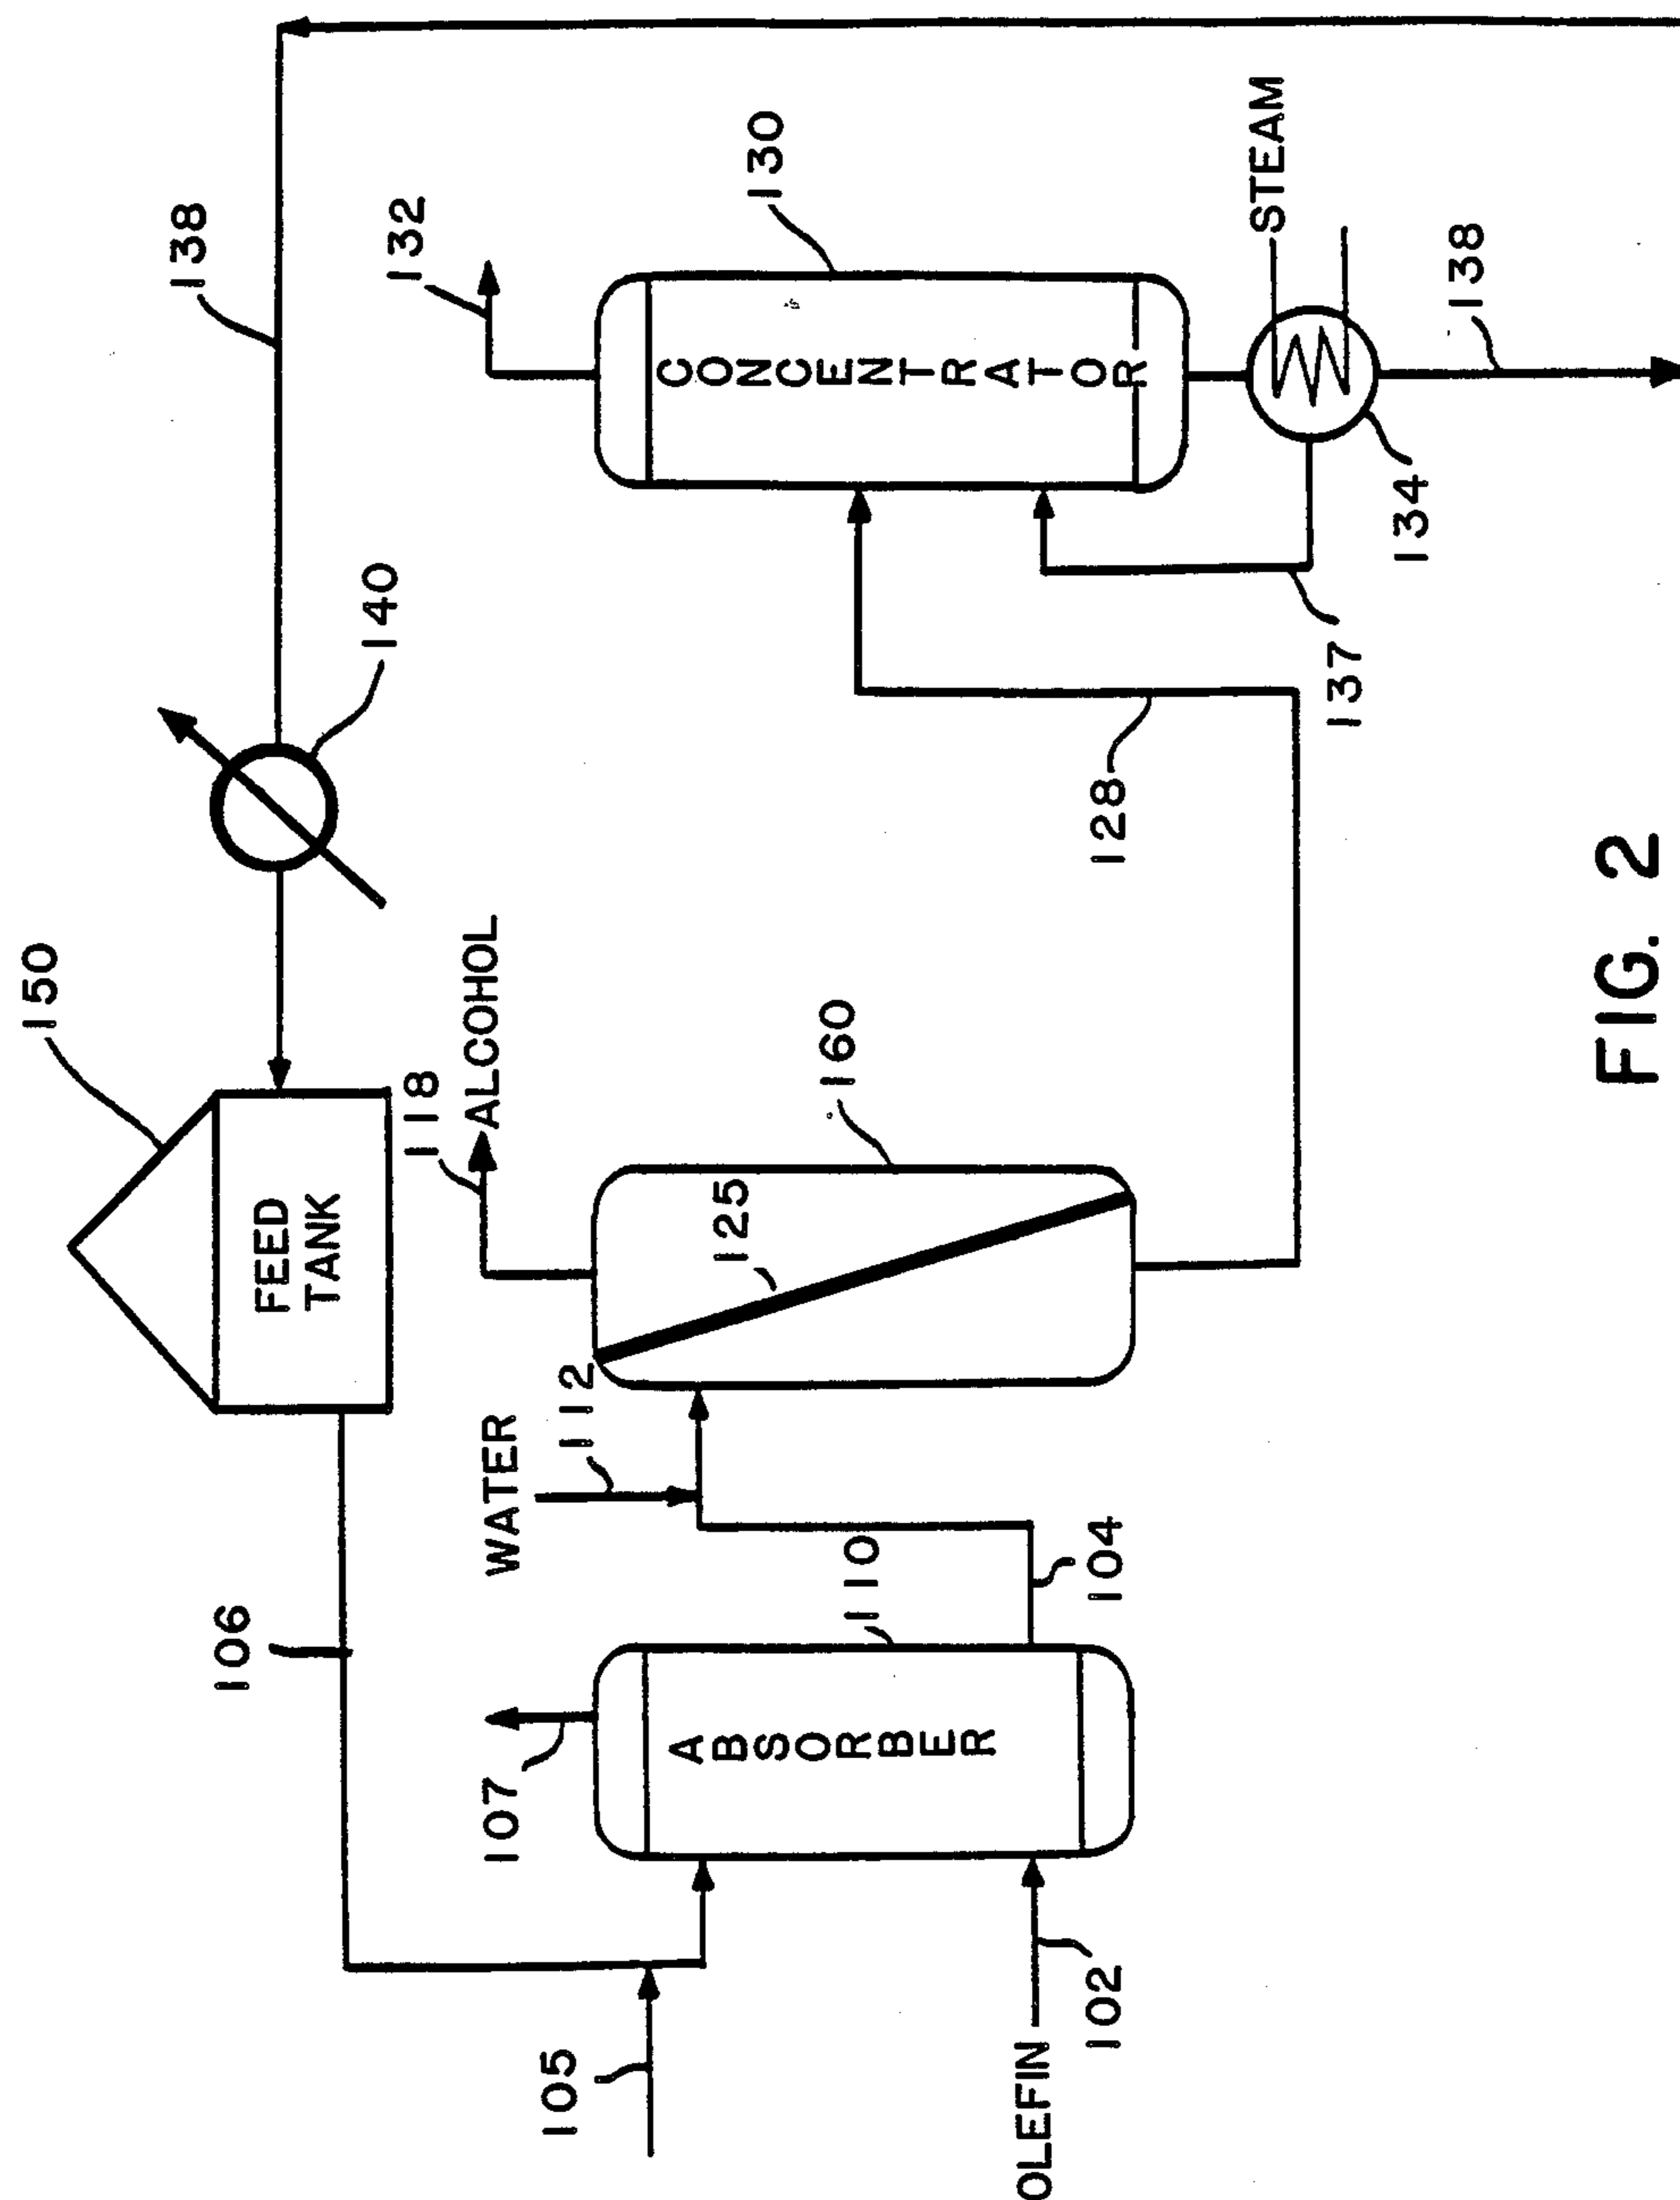 150
138
140
132
130
FEED
TANK
106
118
ALCOHOL
WATER
112
125
160
107
105
ABSORBER
110
CONCENTRATOR
STEAM
128
104
OLEFIN
102
137
134
138
FIG. 2